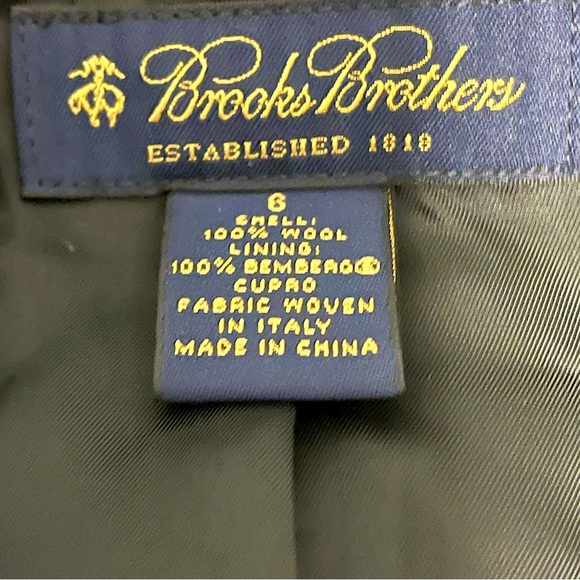 Brooks Brothers
ESTABLISHED 1818
6
SHELL:
100% WOOL
LINING:
100% BEMBERG®
CUPRO
FABRIC WOVEN
IN ITALY
MADE IN CHINA